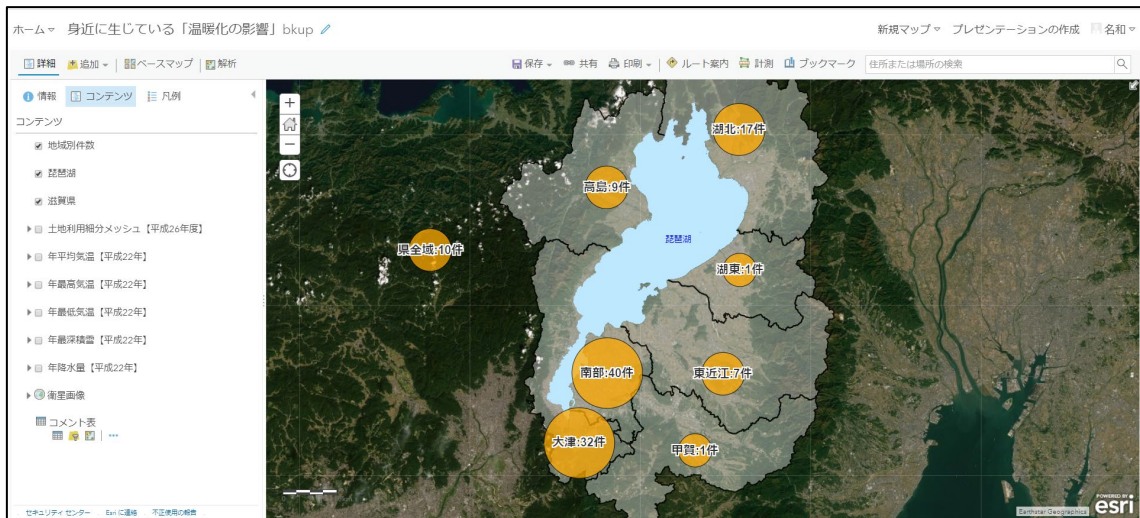 ホーム 身近に生じている「温暖化の影響」bkup
新規マップ プレゼンテーションの作成 名和
詳細 追加 ベースマップ 解析
保存 共有 印刷 ルート案内 計測 ブックマーク 住所または場所の検索
情報 コンテンツ 凡例
コンテンツ
地域別件数
琵琶湖
滋賀県
土地利用細分メッシュ【平成26年度】
年平均気温【平成22年】
年最高気温【平成22年】
年最低気温【平成22年】
年最深積雪【平成22年】
年降水量【平成22年】
衛星画像
コメント表
セキュリティ センター Esri に連絡 不正使用の報告
湖北:17件
高島:9件
琵琶湖
県全域:10件
湖東:1件
南部:40件
東近江:7件
大津:32件
甲賀:1件
Earthstar Geographics
POWERED BY
esri